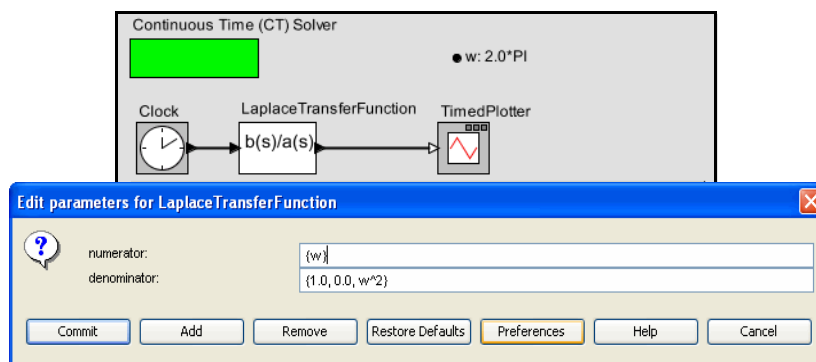 Continuous Time (CT) Solver
w: 2.0*PI
Clock LaplaceTransferFunction TimedPlotter
b(s)/a(s)
Edit parameters for LaplaceTransferFunction
numerator: {w}
denominator: {1.0, 0.0, w^2}
Commit Add Remove Restore Defaults Preferences Help Cancel